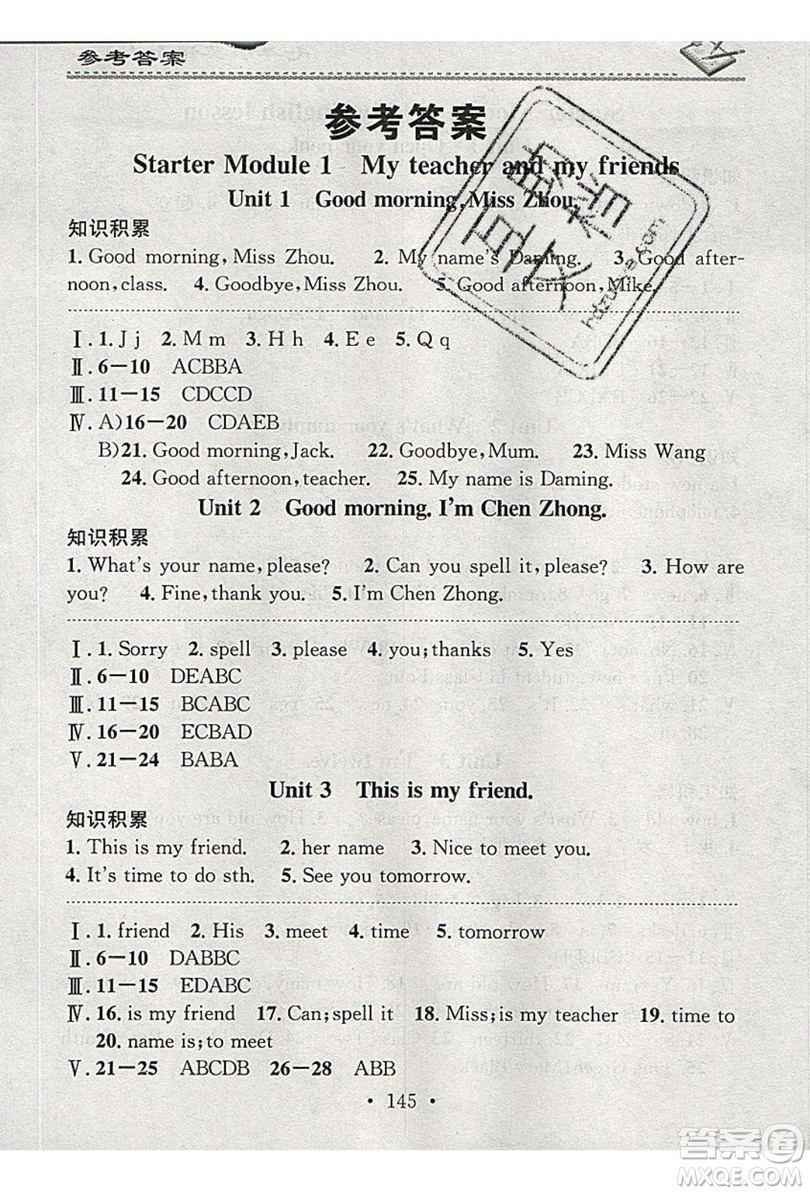 参考答案
参考答案
Starter Module 1 My teacher and my friends
Unit 1 Good morning, Miss Zhou.
知识积累
1. Good morning, Miss Zhou. 2. My name's Daming. 3. Good after-
noon, class. 4. Goodbye, Miss Zhou. 5. Good afternoon, Mike.
Ⅰ. 1. J j 2. M m 3. H h 4. E e 5. Q q
Ⅱ. 6—10 ACBBA
Ⅲ. 11—15 CDCCD
Ⅳ. A) 16—20 CDAEB
B) 21. Good morning, Jack. 22. Goodbye, Mum. 23. Miss Wang
24. Good afternoon, teacher. 25. My name is Daming.
Unit 2 Good morning. I'm Chen Zhong.
知识积累
1. What's your name, please? 2. Can you spell it, please? 3. How are
you? 4. Fine, thank you. 5. I'm Chen Zhong.
Ⅰ. 1. Sorry 2. spell 3. please 4. you; thanks 5. Yes
Ⅱ. 6—10 DEABC
Ⅲ. 11—15 BCABC
Ⅳ. 16—20 ECBAD
Ⅴ. 21—24 BABA
Unit 3 This is my friend.
知识积累
1. This is my friend. 2. her name 3. Nice to meet you.
4. It's time to do sth. 5. See you tomorrow.
Ⅰ. 1. friend 2. His 3. meet 4. time 5. tomorrow
Ⅱ. 6—10 DABBC
Ⅲ. 11—15 EDABC
Ⅳ. 16. is my friend 17. Can; spell it 18. Miss; is my teacher 19. time to
20. name is; to meet
Ⅴ. 21—25 ABCDB 26—28 ABB
· 145 ·
答案圈
MXQE.COM